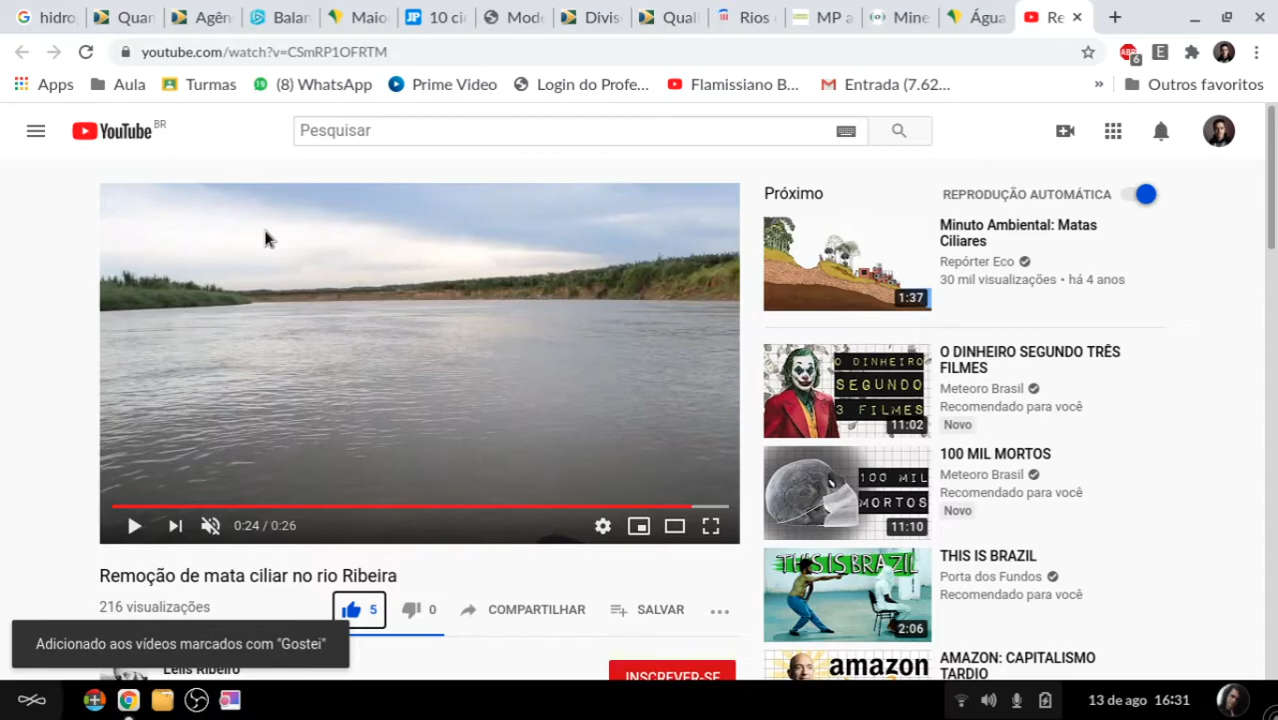 hidro
Quan
Agên
Balan
Maio
10 ci
Mode
Divis
Quali
Rios
MP a
Mine
Água
Re
youtube.com/watch?v=CSmRP1OFRTM
ABP
6
E
Apps
Aula
Turmas
(8) WhatsApp
Prime Video
Login do Profe...
Flamissiano B...
Entrada (7.62...
»
Outros favoritos
YouTube BR
Pesquisar
Próximo
REPRODUÇÃO AUTOMÁTICA
Minuto Ambiental: Matas
Ciliares
Repórter Eco
30 mil visualizações • há 4 anos
1:37
O DINHEIRO
SEGUNDO
3 FILMES
11:02
O DINHEIRO SEGUNDO TRÊS
FILMES
Meteoro Brasil
Recomendado para você
Novo
100 MIL
MORTOS
11:10
100 MIL MORTOS
Meteoro Brasil
Recomendado para você
Novo
0:24 / 0:26
THIS IS BRAZIL
2:06
THIS IS BRAZIL
Porta dos Fundos
Recomendado para você
Remoção de mata ciliar no rio Ribeira
216 visualizações
5
0
COMPARTILHAR
SALVAR
Adicionado aos vídeos marcados com "Gostei"
Lelis Ribeiro
INSCREVER-SE
amazon
AMAZON: CAPITALISMO
TARDIO
13 de ago 16:31